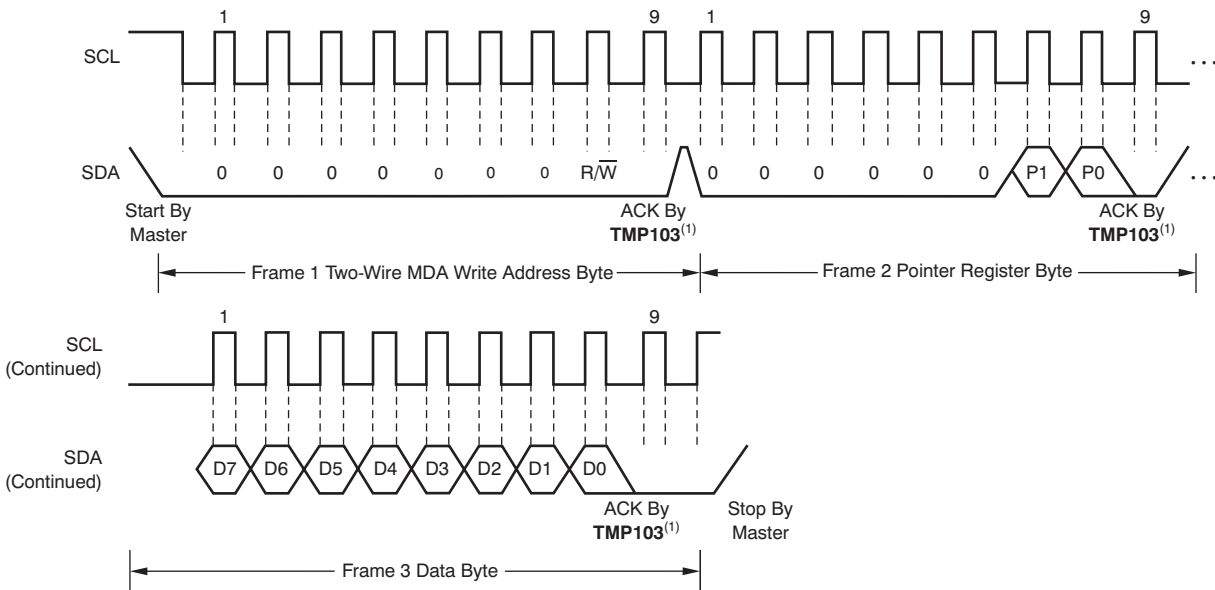 1 9 1 9
SCL ...
SDA 0 0 0 0 0 0 0 R/W̅ 0 0 0 0 0 0 P1 P0 ...
Start By Master
ACK By TMP103(1)
ACK By TMP103(1)
Frame 1 Two-Wire MDA Write Address Byte
Frame 2 Pointer Register Byte
1 9
SCL (Continued)
SDA (Continued)
D7 D6 D5 D4 D3 D2 D1 D0
ACK By TMP103(1)
Stop By Master
Frame 3 Data Byte